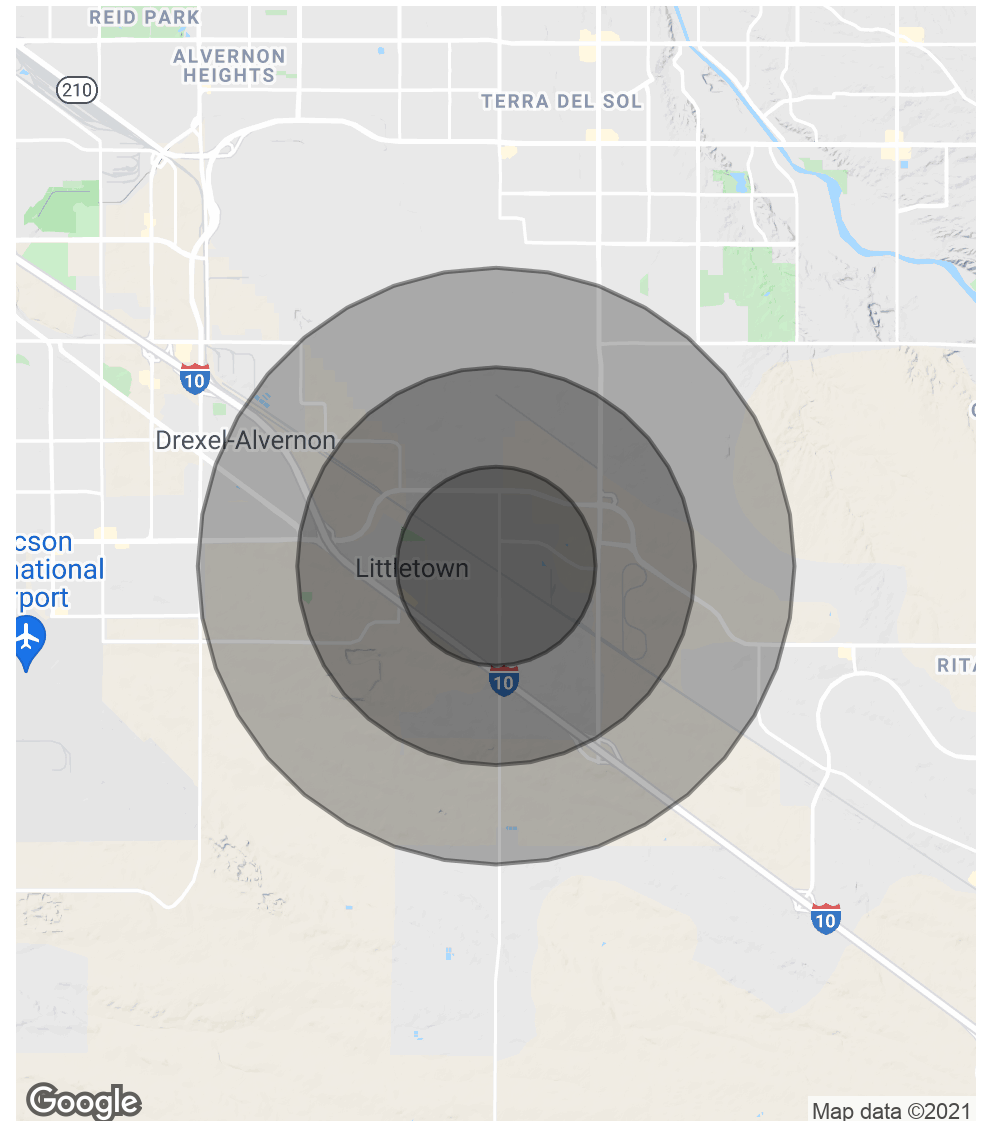 REID PARK
ALVERNON
HEIGHTS
210
TERRA DEL SOL
10
Drexel-Alvernon
cson
national
rport
Littletown
10
RITA
10
Google
Map data ©2021